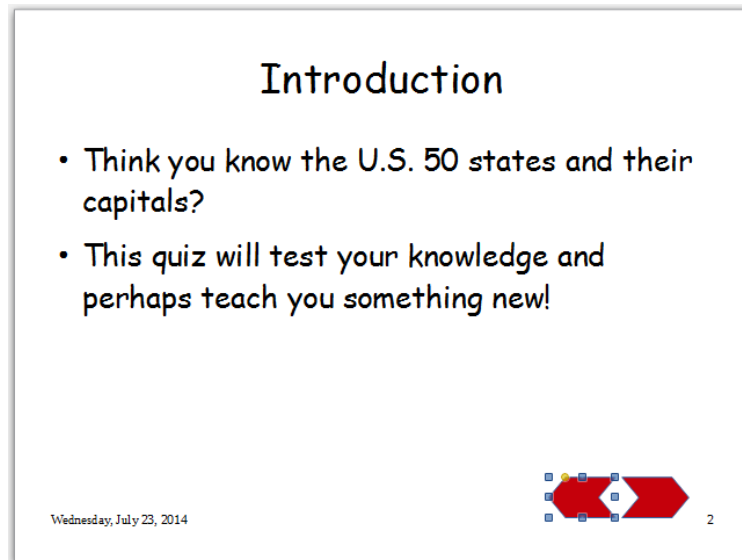 Introduction
• Think you know the U.S. 50 states and their
capitals?
• This quiz will test your knowledge and
perhaps teach you something new!
Wednesday, July 23, 2014
2